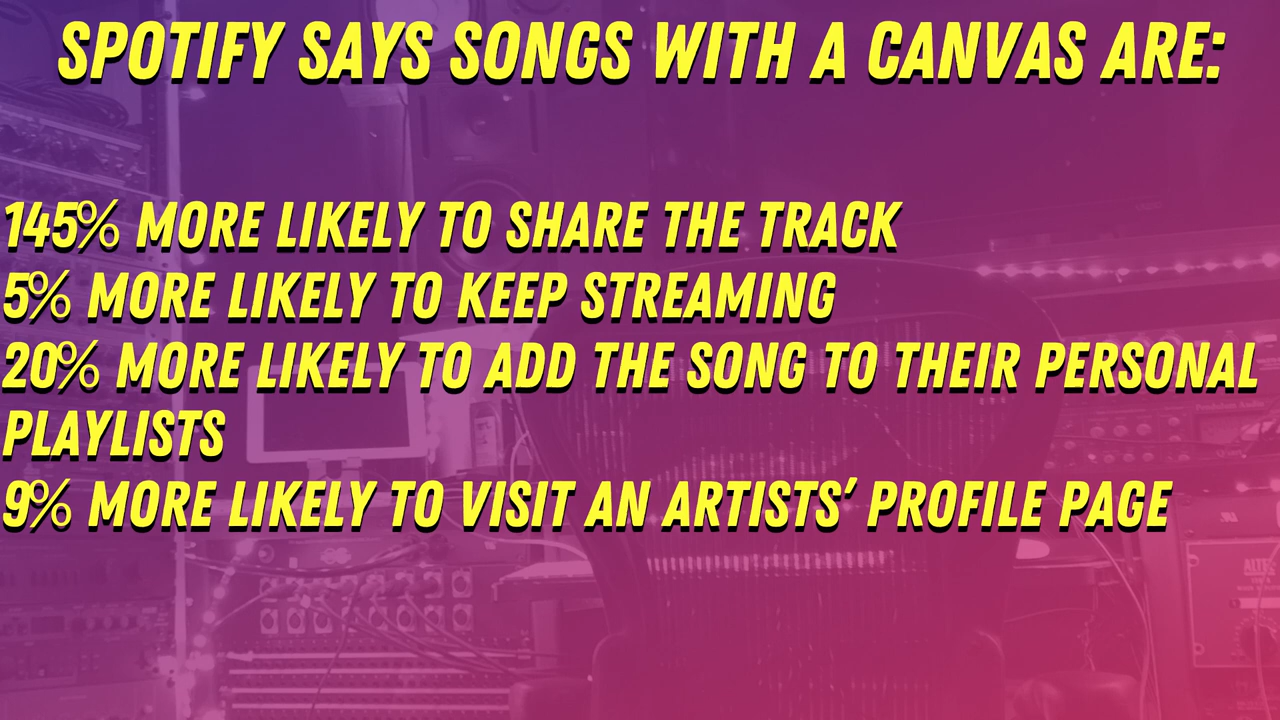 SPOTIFY SAYS SONGS WITH A CANVAS ARE:
145% MORE LIKELY TO SHARE THE TRACK
5% MORE LIKELY TO KEEP STREAMING
20% MORE LIKELY TO ADD THE SONG TO THEIR PERSONAL
PLAYLISTS
9% MORE LIKELY TO VISIT AN ARTISTS' PROFILE PAGE